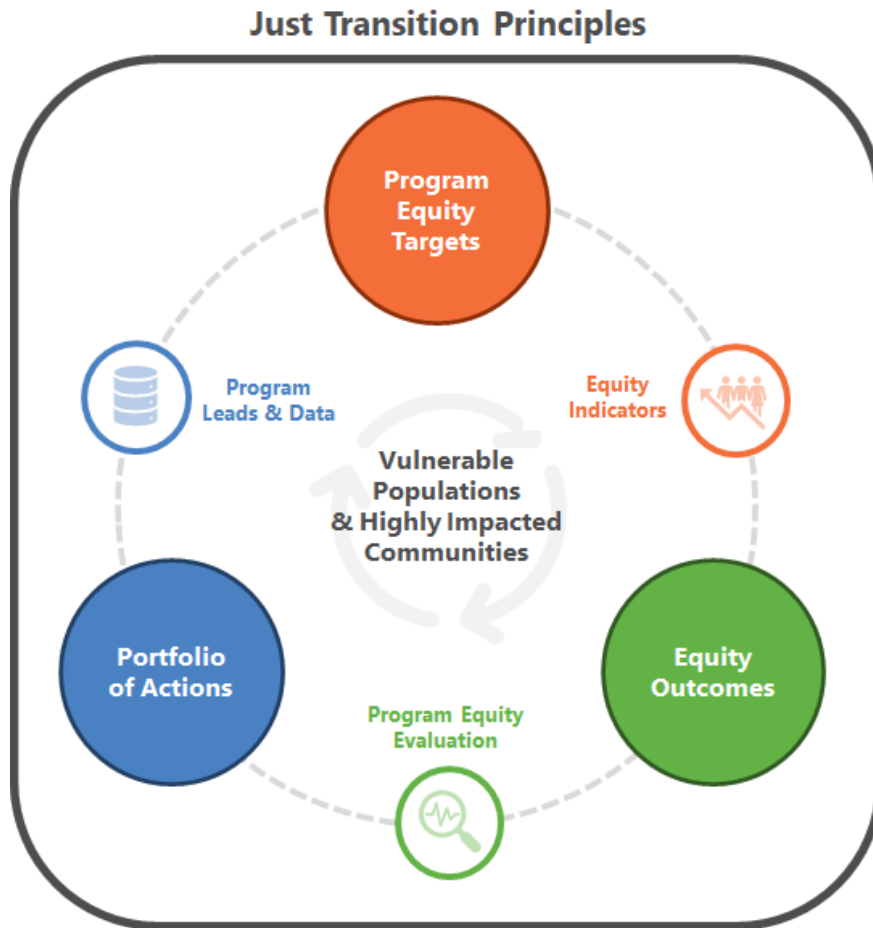 Just Transition Principles
Program
Equity
Targets
Program
Leads & Data
Equity
Indicators
Vulnerable
Populations
& Highly Impacted
Communities
Portfolio
of Actions
Equity
Outcomes
Program Equity
Evaluation